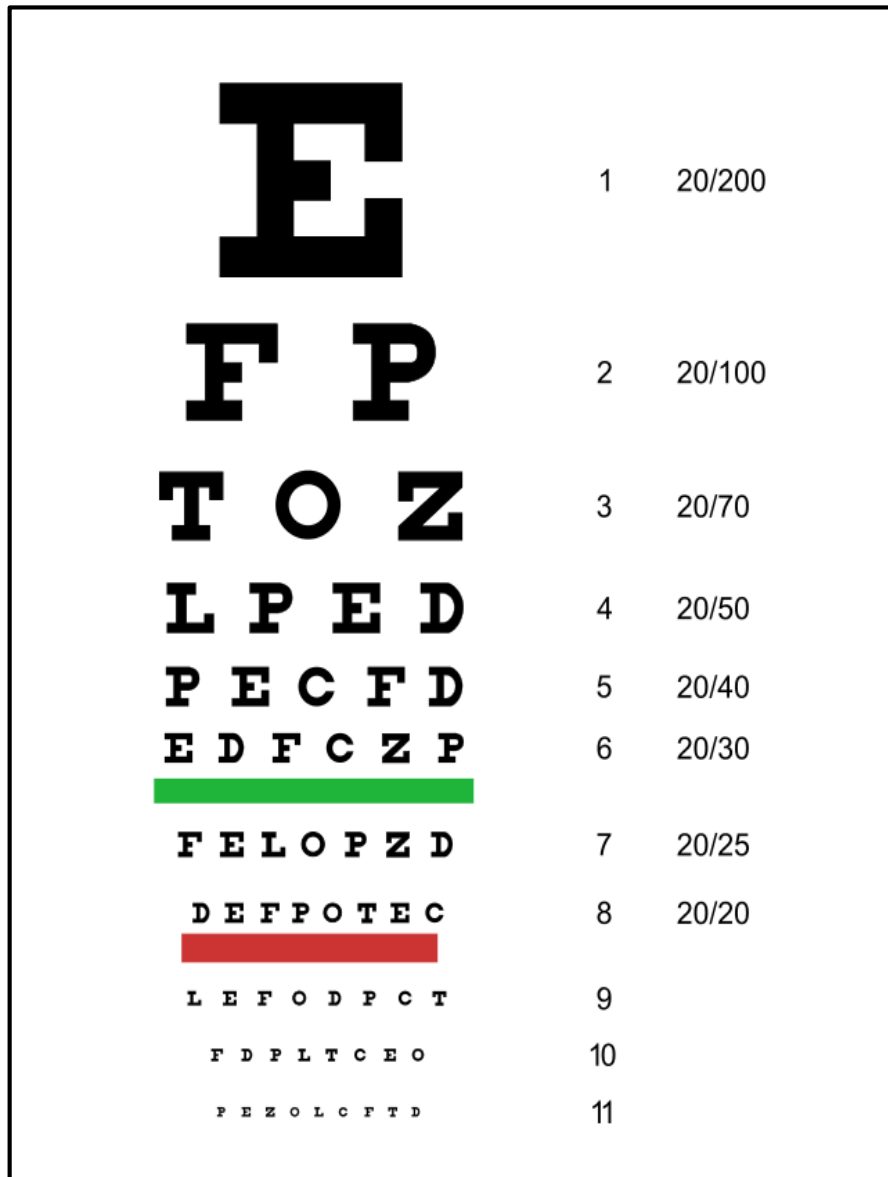 E 1 20/200
F P 2 20/100
T O Z 3 20/70
L P E D 4 20/50
P E C F D 5 20/40
E D F C Z P 6 20/30
F E L O P Z D 7 20/25
D E F P O T E C 8 20/20
L E F O D P C T 9
F D P L T C E O 10
P E Z O L C F T D 11